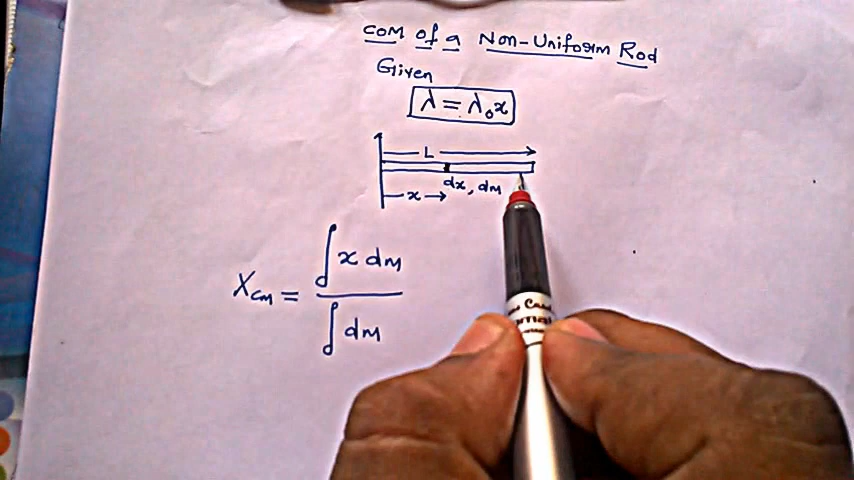 COM of a Non-Uniform Rod
Given
λ = λ₀x
L
dx, dm
x
X_cm = ∫ x dm / ∫ dm